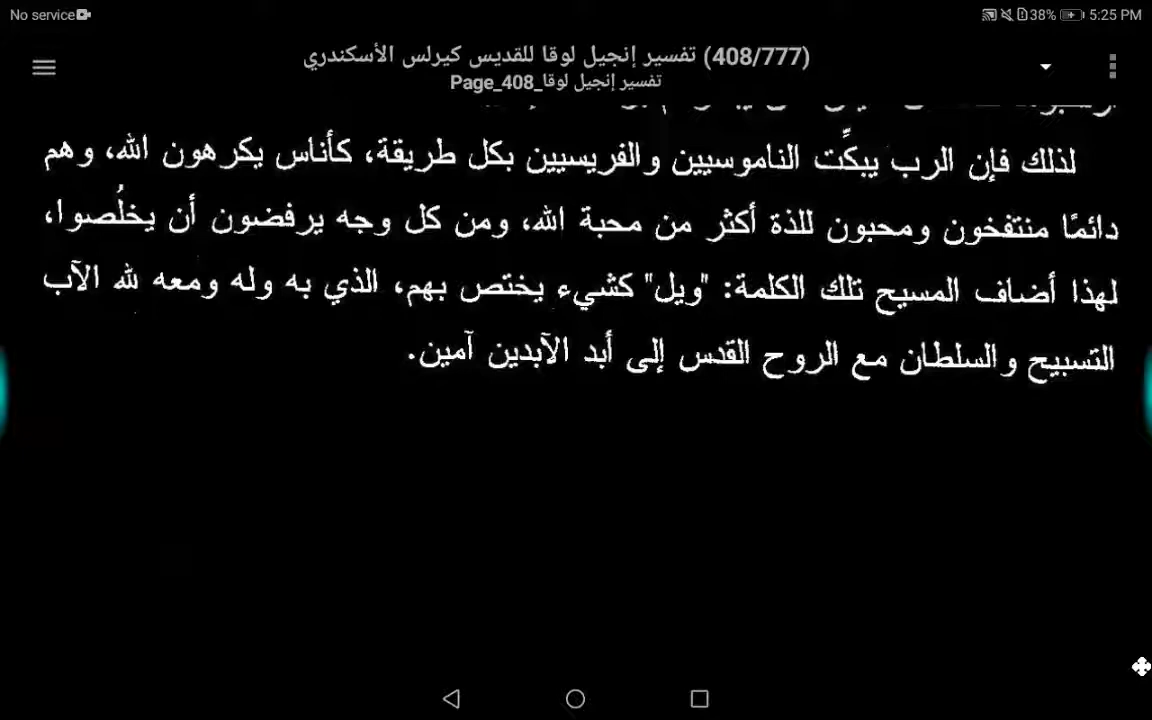 No service
38% 5:25 PM
(408/777) تفسير إنجيل لوقا للقديس كيرلس الأسكندري
تفسير إنجيل لوقا_Page_408
لذلك فإن الرب يبكِّت الناموسيين والفريسيين بكل طريقة، كأناس يكرهون الله، وهم
دائمًا منتفخون ومحبون للذة أكثر من محبة الله، ومن كل وجه يرفضون أن يخلُصوا،
لهذا أضاف المسيح تلك الكلمة: "ويل" كشيء يختص بهم، الذي به وله ومعه لله الآب
التسبيح والسلطان مع الروح القدس إلى أبد الآبدين آمين.